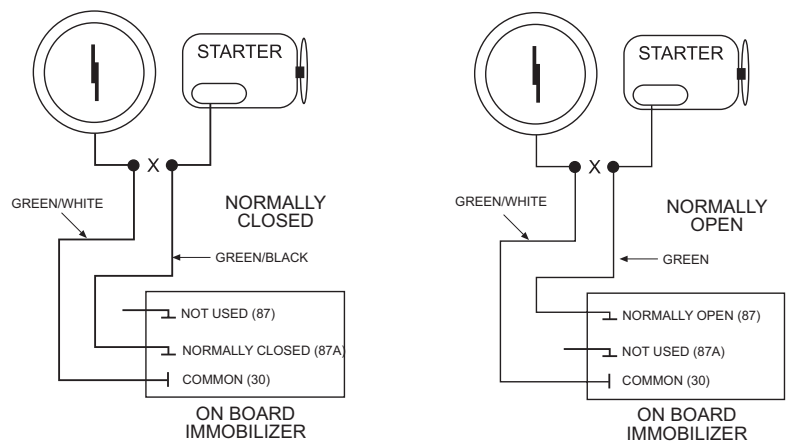 STARTER
X
GREEN/WHITE
NORMALLY
CLOSED
GREEN/BLACK
NOT USED (87)
NORMALLY CLOSED (87A)
COMMON (30)
ON BOARD
IMMOBILIZER
STARTER
X
GREEN/WHITE
NORMALLY
OPEN
GREEN
NORMALLY OPEN (87)
NOT USED (87A)
COMMON (30)
ON BOARD
IMMOBILIZER